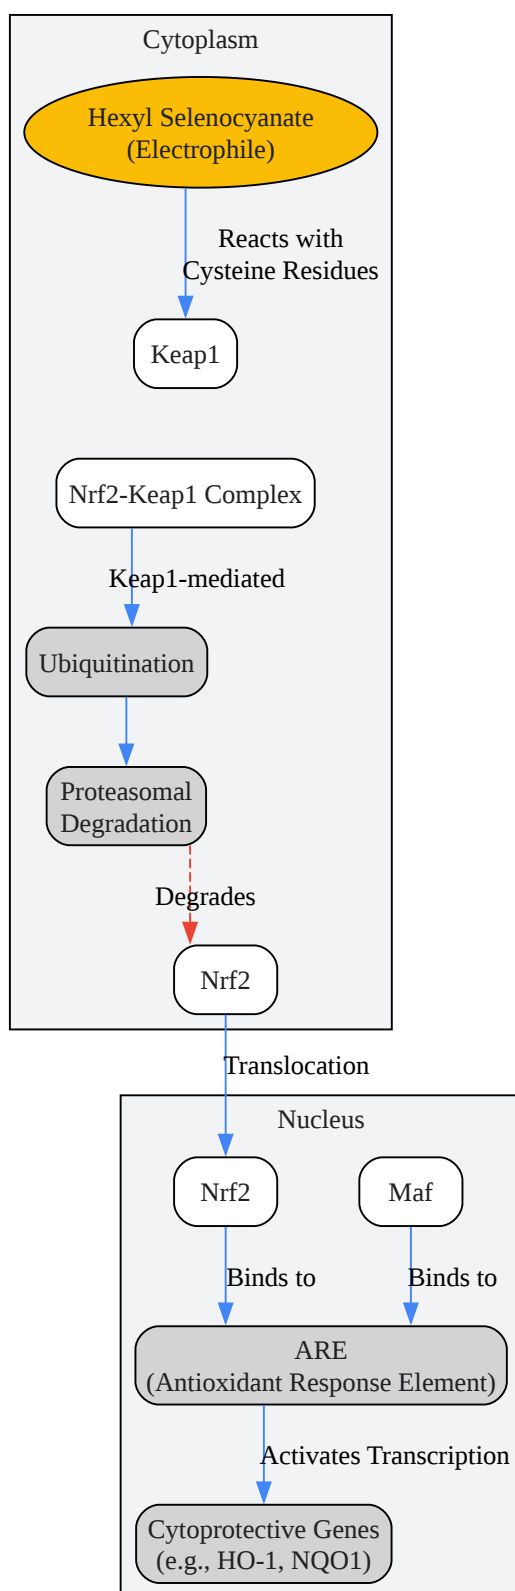 Cytoplasm
Hexyl Selenocyanate
(Electrophile)
Reacts with
Cysteine Residues
Keap1
Nrf2-Keap1 Complex
Keap1-mediated
Ubiquitination
Proteasomal
Degradation
Degrades
Nrf2
Translocation
Nucleus
Nrf2
Maf
Binds to
Binds to
ARE
(Antioxidant Response Element)
Activates Transcription
Cytoprotective Genes
(e.g., HO-1, NQO1)